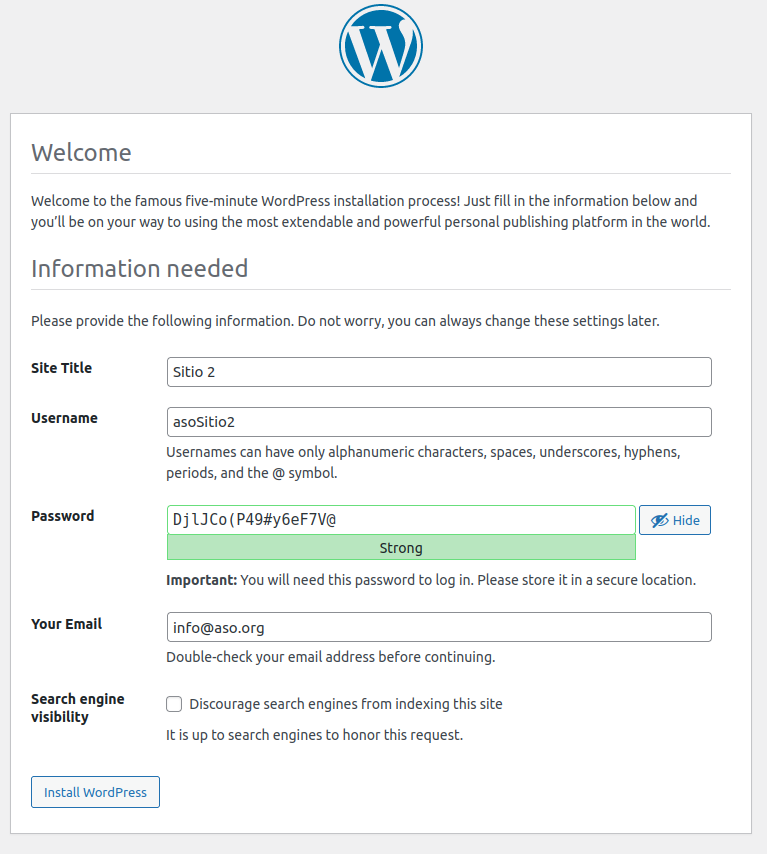 Welcome
Welcome to the famous five-minute WordPress installation process! Just fill in the information below and
you’ll be on your way to using the most extendable and powerful personal publishing platform in the world.
Information needed
Please provide the following information. Do not worry, you can always change these settings later.
Site Title
Sitio 2
Username
asoSitio2
Usernames can have only alphanumeric characters, spaces, underscores, hyphens,
periods, and the @ symbol.
Password
DjlJCo(P49#y6eF7V@
Hide
Strong
Important: You will need this password to log in. Please store it in a secure location.
Your Email
info@aso.org
Double-check your email address before continuing.
Search engine
visibility
Discourage search engines from indexing this site
It is up to search engines to honor this request.
Install WordPress